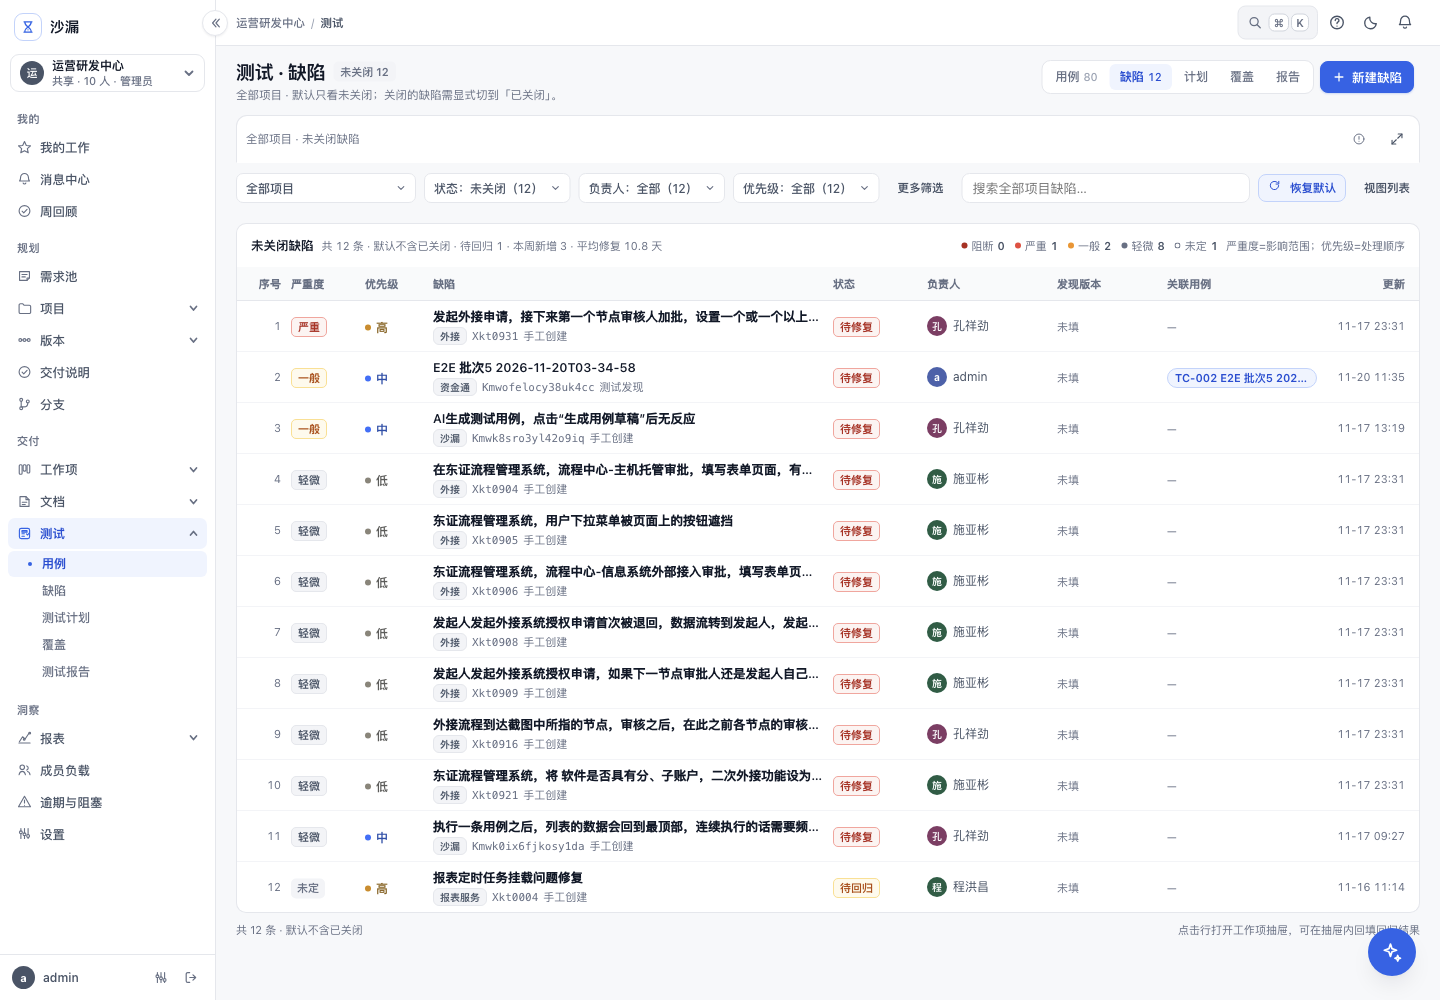 沙漏
运
运营研发中心
共享 · 10 人 · 管理员
我的
我的工作
消息中心
周回顾
规划
需求池
项目
版本
交付说明
分支
交付
工作项
文档
测试
用例
缺陷
测试计划
覆盖
测试报告
洞察
报表
成员负载
逾期与阻塞
设置
a admin
运营研发中心 / 测试
⌘ K
测试 · 缺陷 未关闭 12
全部项目 · 默认只看未关闭；关闭的缺陷需显式切到「已关闭」。
用例 80 缺陷 12 计划 覆盖 报告
+ 新建缺陷
全部项目 · 未关闭缺陷
全部项目 状态：未关闭（12） 负责人：全部（12） 优先级：全部（12） 更多筛选 搜索全部项目缺陷... 恢复默认 视图列表
未关闭缺陷 共 12 条 · 默认不含已关闭 · 待回归 1 · 本周新增 3 · 平均修复 10.8 天
阻断 0 严重 1 一般 2 轻微 8 未定 1 严重度=影响范围；优先级=处理顺序
序号 严重度 优先级 缺陷 状态 负责人 发现版本 关联用例 更新
1 严重 高 发起外接申请，接下来第一个节点审核人加批，设置一个或一个以上... 待修复 孔 孔祥劲 未填 — 11-17 23:31
外接 Xkt0931 手工创建
2 一般 中 E2E 批次5 2026-11-20T03-34-58 待修复 a admin 未填 TC-002 E2E 批次5 202... 11-20 11:35
资金通 Kmwofelocy38uk4cc 测试发现
3 一般 中 AI生成测试用例，点击“生成用例草稿”后无反应 待修复 孔 孔祥劲 未填 — 11-17 13:19
沙漏 Kmwk8sro3yl42o9iq 手工创建
4 轻微 低 在东证流程管理系统，流程中心-主机托管审批，填写表单页面，有... 待修复 施 施亚彬 未填 — 11-17 23:31
外接 Xkt0904 手工创建
5 轻微 低 东证流程管理系统，用户下拉菜单被页面上的按钮遮挡 待修复 施 施亚彬 未填 — 11-17 23:31
外接 Xkt0905 手工创建
6 轻微 低 东证流程管理系统，流程中心-信息系统外部接入审批，填写表单页... 待修复 施 施亚彬 未填 — 11-17 23:31
外接 Xkt0906 手工创建
7 轻微 低 发起人发起外接系统授权申请首次被退回，数据流转到发起人，发起... 待修复 施 施亚彬 未填 — 11-17 23:31
外接 Xkt0908 手工创建
8 轻微 低 发起人发起外接系统授权申请，如果下一节点审批人还是发起人自己... 待修复 施 施亚彬 未填 — 11-17 23:31
外接 Xkt0909 手工创建
9 轻微 低 外接流程到达截图中所指的节点，审核之后，在此之前各节点的审核... 待修复 孔 孔祥劲 未填 — 11-17 23:31
外接 Xkt0916 手工创建
10 轻微 低 东证流程管理系统，将 软件是否具有分、子账户，二次外接功能设为... 待修复 施 施亚彬 未填 — 11-17 23:31
外接 Xkt0921 手工创建
11 轻微 中 执行一条用例之后，列表的数据会回到最顶部，连续执行的话需要频... 待修复 孔 孔祥劲 未填 — 11-17 09:27
沙漏 Kmwk0ix6fjkosy1da 手工创建
12 未定 高 报表定时任务挂载问题修复 待回归 程 程洪昌 未填 — 11-16 11:14
报表服务 Xkt0004 手工创建
共 12 条 · 默认不含已关闭
点击行打开工作项抽屉，可在抽屉内回填回归结果